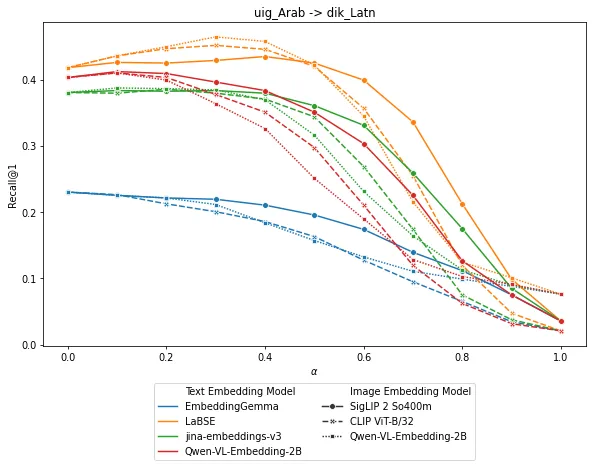 uig_Arab -> dik_Latn
Recall@1
0.4
0.3
0.2
0.1
0.0
0.0 0.2 0.4 0.6 0.8 1.0
α
Text Embedding Model Image Embedding Model
EmbeddingGemma SigLIP 2 So400m
LaBSE CLIP ViT-B/32
jina-embeddings-v3 Qwen-VL-Embedding-2B
Qwen-VL-Embedding-2B